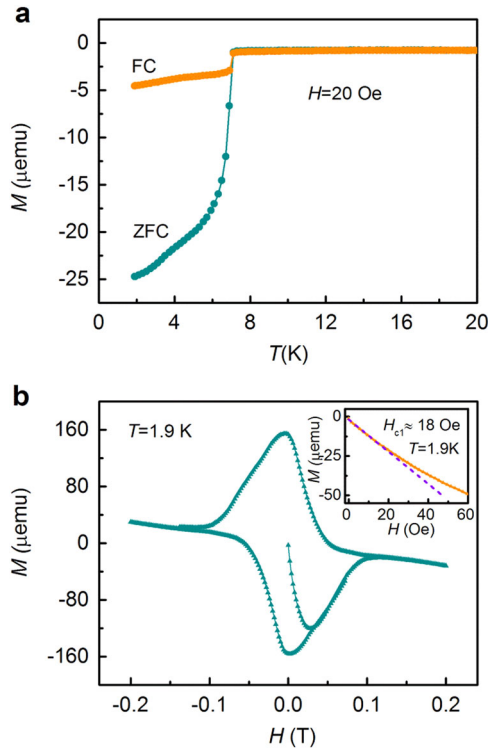 a
0
FC
-5
H=20 Oe
-10
M (μemu)
-15
-20
ZFC
-25
0 4 8 12 16 20
T(K)
b
160
T=1.9 K
80
M (μemu)
0
-80
-160
-0.2 -0.1 0.0 0.1 0.2
H (T)
0
Hc1≈ 18 Oe
T=1.9K
M (μemu)
-25
-50
0 20 40 60
H (Oe)